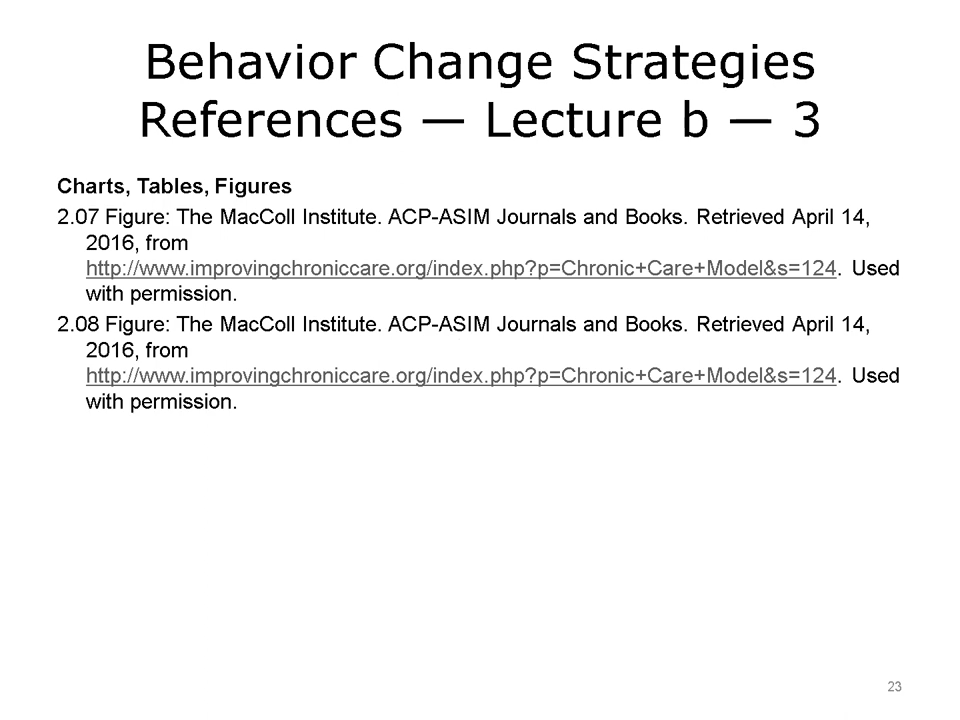 Behavior Change Strategies
References — Lecture b — 3
Charts, Tables, Figures
2.07 Figure: The MacColl Institute. ACP-ASIM Journals and Books. Retrieved April 14,
2016, from
http://www.improvingchroniccare.org/index.php?p=Chronic+Care+Model&s=124. Used
with permission.
2.08 Figure: The MacColl Institute. ACP-ASIM Journals and Books. Retrieved April 14,
2016, from
http://www.improvingchroniccare.org/index.php?p=Chronic+Care+Model&s=124. Used
with permission.
23